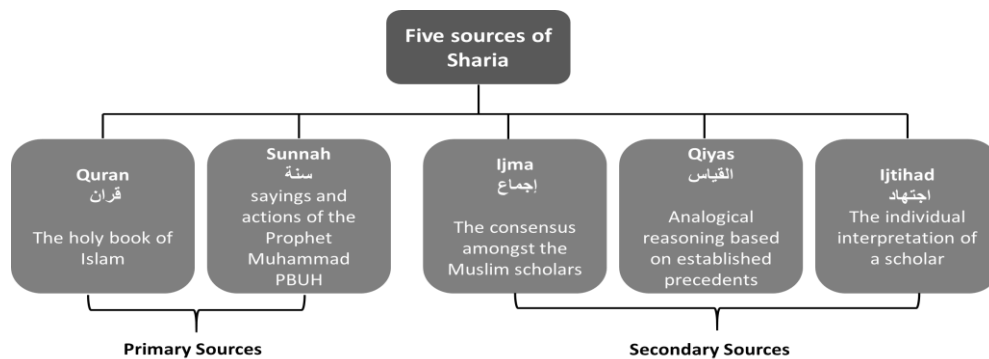 Five sources of
Sharia
Quran
قران
The holy book of
Islam
Sunnah
سنة
sayings and
actions of the
Prophet
Muhammad
PBUH
Ijma
إجماع
The consensus
amongst the
Muslim scholars
Qiyas
القياس
Analogical
reasoning based
on established
precedents
Ijtihad
اجتهاد
The individual
interpretation of
a scholar
Primary Sources
Secondary Sources